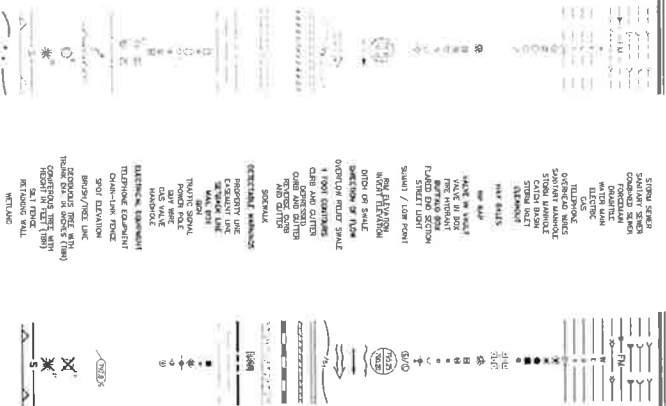 STORM SEWER
SANITARY SEWER
COMBINED SEWER
FORCEMAIN
DRAINTILE
WATER MAIN
ELECTRIC
GAS
TELEPHONE
OVERHEAD WIRES
SANITARY MANHOLE
STORM MANHOLE
CATCH BASIN
STORM INLET
CLEANOUT
HAY BALES
RIP RAP
VALVE IN VAULT
VALVE IN BOX
FIRE HYDRANT
BUFFALO BOX
FLARED END SECTION
STREET LIGHT
SUMMIT / LOW POINT
RIM ELEVATION
INVERT ELEVATION
DITCH OR SWALE
DIRECTION OF FLOW
OVERFLOW RELIEF SWALE
1 FOOT CONTOURS
CURB AND GUTTER
DEPRESSED
CURB AND GUTTER
REVERSE CURB
AND GUTTER
SIDEWALK
DETECTABLE WARNINGS
PROPERTY LINE
EASEMENT LINE
SETBACK LINE
MAIL BOX
SIGN
TRAFFIC SIGNAL
POWER POLE
GUY WIRE
GAS VALVE
HANDHOLE
ELECTRICAL EQUIPMENT
TELEPHONE EQUIPMENT
CHAIN-LINK FENCE
SPOT ELEVATION
BRUSH/TREE LINE
DECIDUOUS TREE WITH
TRUNK DIA. IN INCHES (TBR)
CONIFEROUS TREE WITH
HEIGHT IN FEET (TBR)
SILT FENCE
RETAINING WALL
WETLAND
FM
W
(S/L)
S